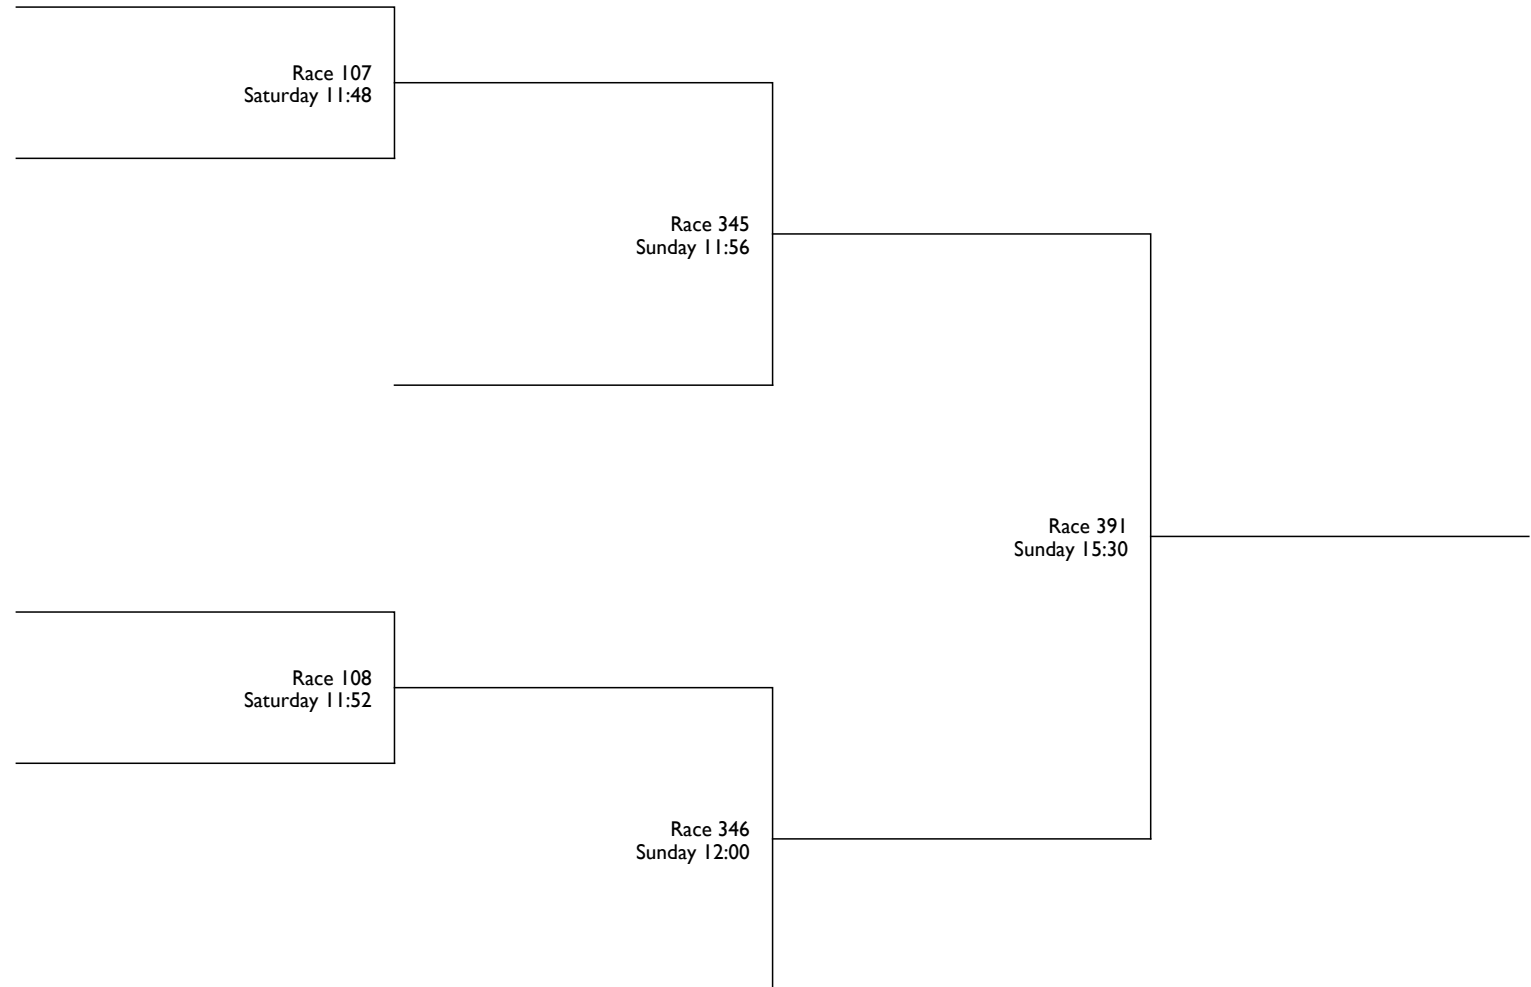 Race 107
Saturday 11:48
Race 345
Sunday 11:56
Race 391
Sunday 15:30
Race 108
Saturday 11:52
Race 346
Sunday 12:00